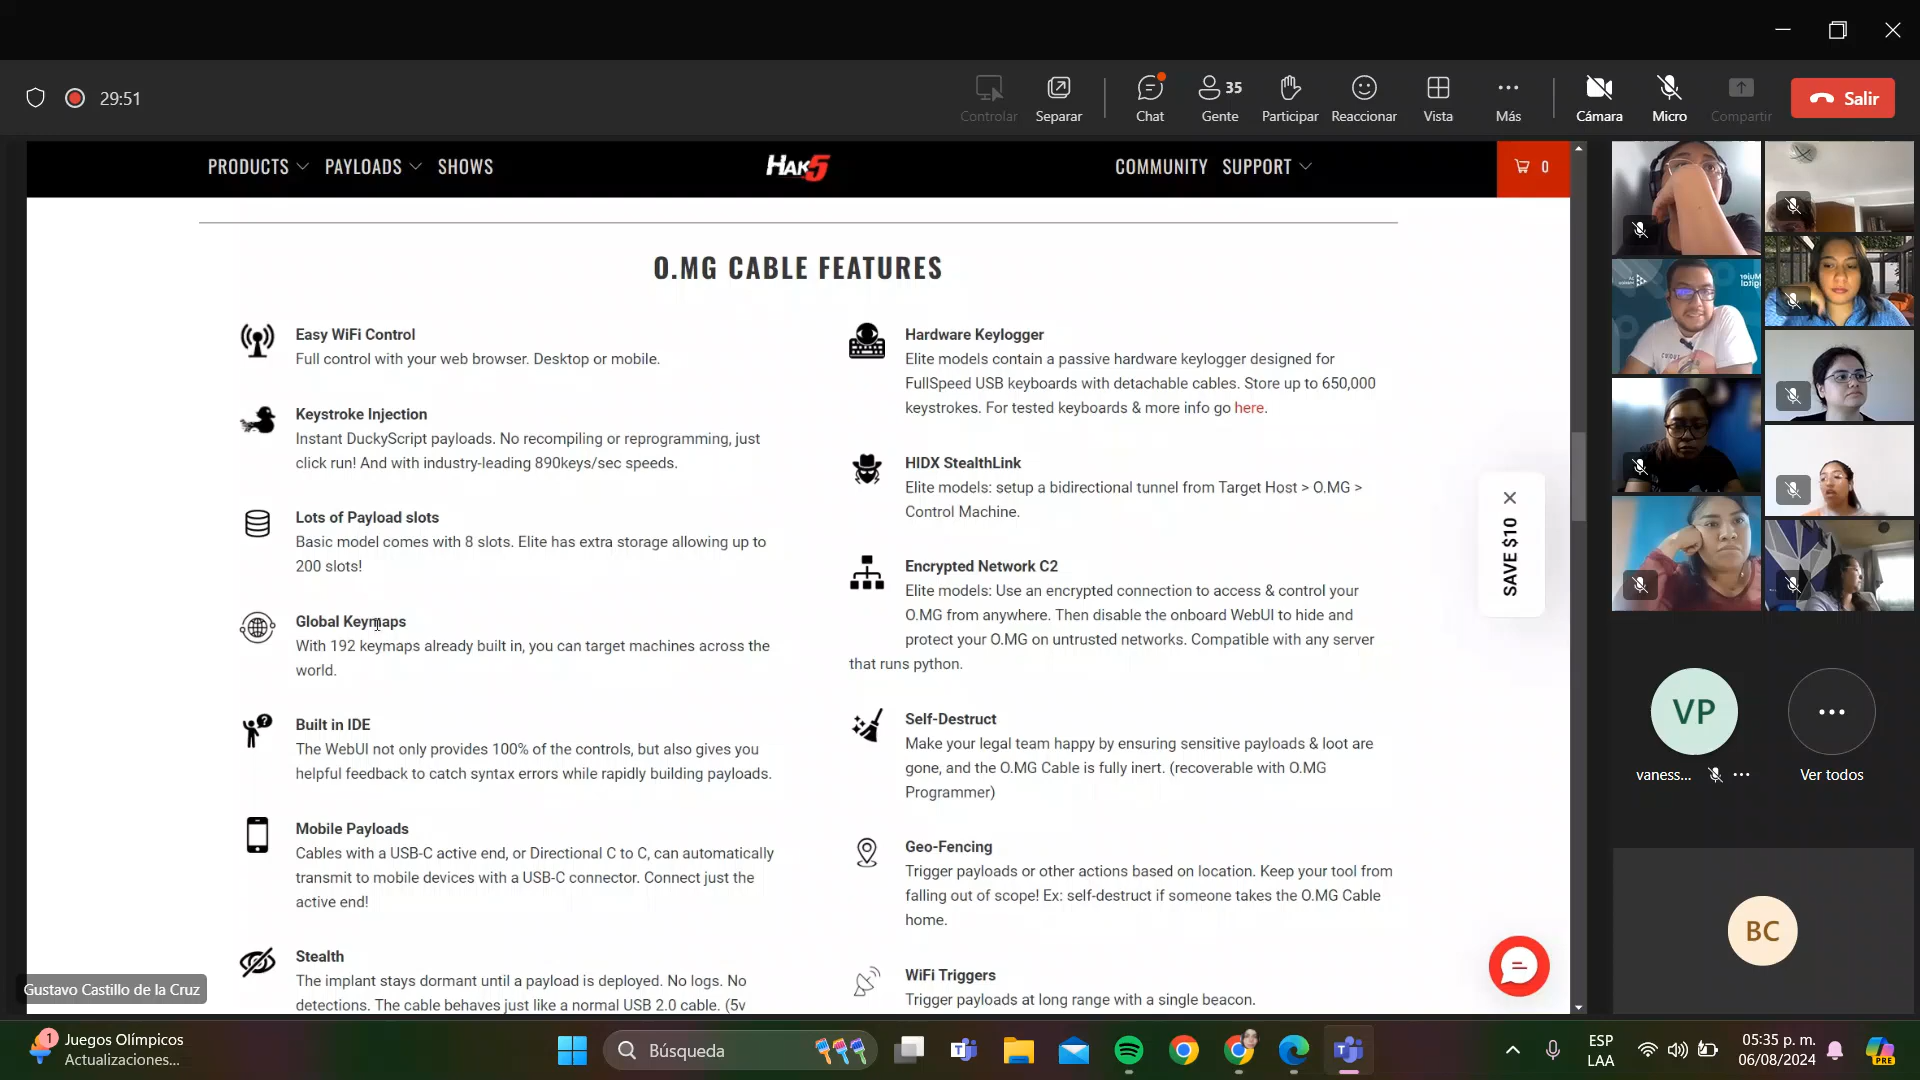 29:51
Controlar
Separar
Chat
35
Gente
Participar
Reaccionar
Vista
Más
Cámara
Micro
Compartir
Salir
PRODUCTS
PAYLOADS
SHOWS
HAK5
COMMUNITY
SUPPORT
0
O.MG CABLE FEATURES
Easy WiFi Control
Full control with your web browser. Desktop or mobile.
Keystroke Injection
Instant DuckyScript payloads. No recompiling or reprogramming, just
click run! And with industry-leading 890keys/sec speeds.
Lots of Payload slots
Basic model comes with 8 slots. Elite has extra storage allowing up to
200 slots!
Global Keymaps
With 192 keymaps already built in, you can target machines across the
world.
Built in IDE
The WebUI not only provides 100% of the controls, but also gives you
helpful feedback to catch syntax errors while rapidly building payloads.
Mobile Payloads
Cables with a USB-C active end, or Directional C to C, can automatically
transmit to mobile devices with a USB-C connector. Connect just the
active end!
Stealth
The implant stays dormant until a payload is deployed. No logs. No
detections. The cable behaves just like a normal USB 2.0 cable. (5v
Hardware Keylogger
Elite models contain a passive hardware keylogger designed for
FullSpeed USB keyboards with detachable cables. Store up to 650,000
keystrokes. For tested keyboards & more info go here.
HIDX StealthLink
Elite models: setup a bidirectional tunnel from Target Host > O.MG >
Control Machine.
Encrypted Network C2
Elite models: Use an encrypted connection to access & control your
O.MG from anywhere. Then disable the onboard WebUI to hide and
protect your O.MG on untrusted networks. Compatible with any server
that runs python.
Self-Destruct
Make your legal team happy by ensuring sensitive payloads & loot are
gone, and the O.MG Cable is fully inert. (recoverable with O.MG
Programmer)
Geo-Fencing
Trigger payloads or other actions based on location. Keep your tool from
falling out of scope! Ex: self-destruct if someone takes the O.MG Cable
home.
WiFi Triggers
Trigger payloads at long range with a single beacon.
SAVE $10
Gustavo Castillo de la Cruz
VP
vaness...
Ver todos
BC
1
Juegos Olímpicos
Actualizaciones...
Búsqueda
ESP
LAA
05:35 p. m.
06/08/2024
PRE